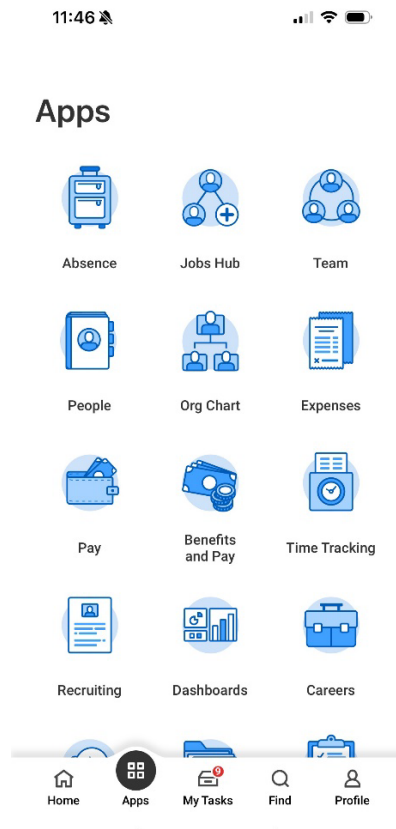 11:46
Apps
Absence
Jobs Hub
Team
People
Org Chart
Expenses
Pay
Benefits
and Pay
Time Tracking
Recruiting
Dashboards
Careers
9
Home
Apps
My Tasks
Find
Profile